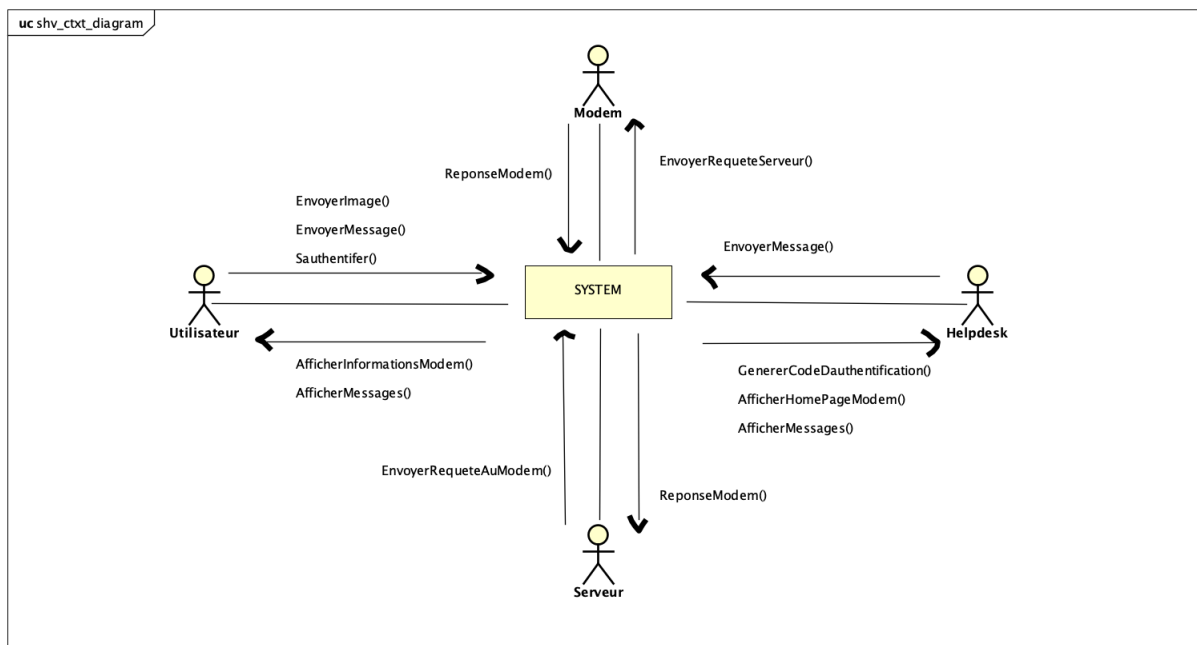 uc shv_ctxt_diagram
Modem
EnvoyerRequeteServeur()
ReponseModem()
EnvoyerImage()
EnvoyerMessage()
Sauthentifer()
EnvoyerMessage()
SYSTEM
Utilisateur
Helpdesk
AfficherInformationsModem()
AfficherMessages()
GenererCodeDauthentification()
AfficherHomePageModem()
AfficherMessages()
EnvoyerRequeteAuModem()
ReponseModem()
Serveur